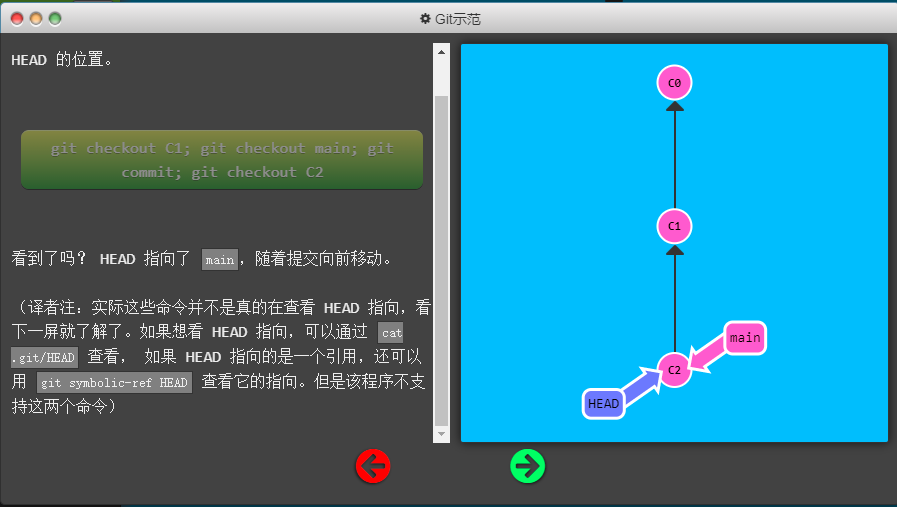 Git示范
HEAD 的位置。
git checkout C1; git checkout main; git
commit; git checkout C2
看到了吗? HEAD 指向了 main，随着提交向前移动。
（译者注：实际这些命令并不是真的在查看 HEAD 指向，看
下一屏就了解了。如果想看 HEAD 指向，可以通过 cat
.git/HEAD 查看， 如果 HEAD 指向的是一个引用，还可以
用 git symbolic-ref HEAD 查看它的指向。但是该程序不支
持这两个命令）
C0
C1
main
C2
HEAD